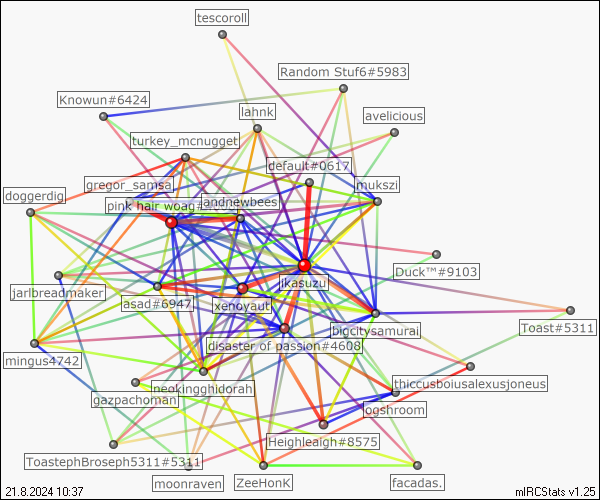 tescoroll
Random Stuf6#5983
Knowun#6424
lahnk
avelicious
turkey_mcnugget
default#0617
gregor_samsa
mukszi
doggerdig
pink hair woag#
landnewbees
Duck™#9103
ikasuzu
jarlbreadmaker
asad#6947
xenoyaut
bigcitysamurai
Toast#5311
disaster of passion#4608
mingus4742
neokingghidorah
thiccusboiusalexusjoneus
gazpachoman
ogshroom
Heighleagh#8575
ToastephBroseph5311#5311
moonraven
ZeeHonK
facadas.
21.8.2024 10:37
mIRCStats v1.25